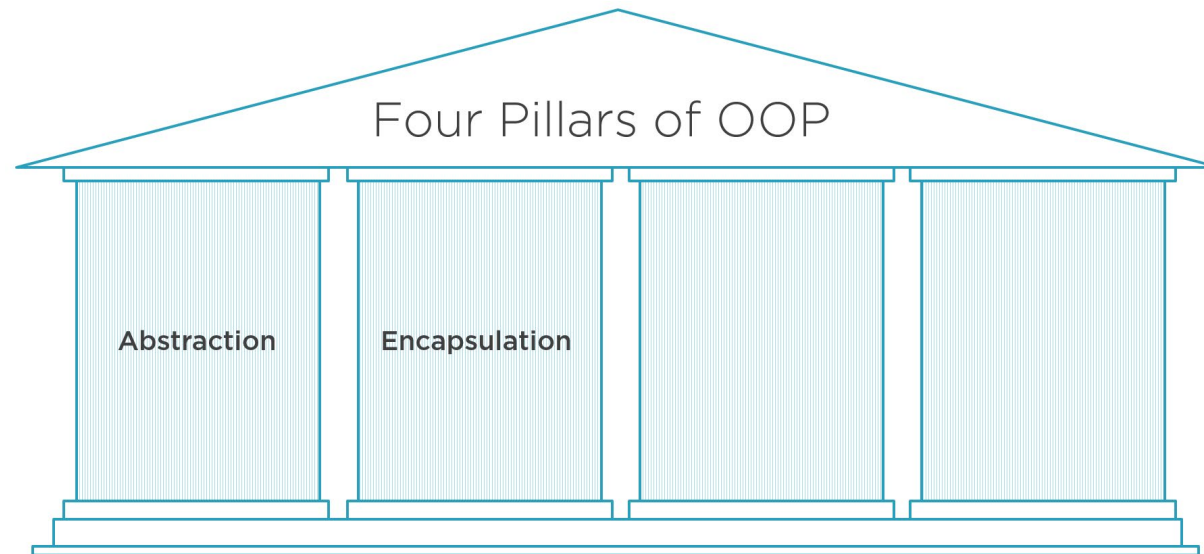 Four Pillars of OOP
Abstraction
Encapsulation